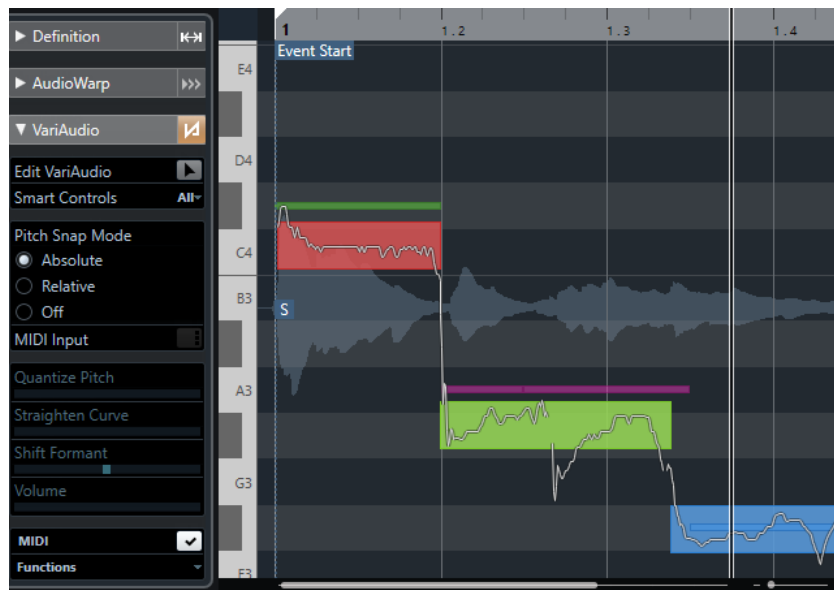 Definition
AudioWarp
VariAudio
Edit VariAudio
Smart Controls All
Pitch Snap Mode
Absolute
Relative
Off
MIDI Input
Quantize Pitch
Straighten Curve
Shift Formant
Volume
MIDI
Functions
1 1.2 1.3 1.4
Event Start
E4
D4
C4
B3
S
A3
G3
F3